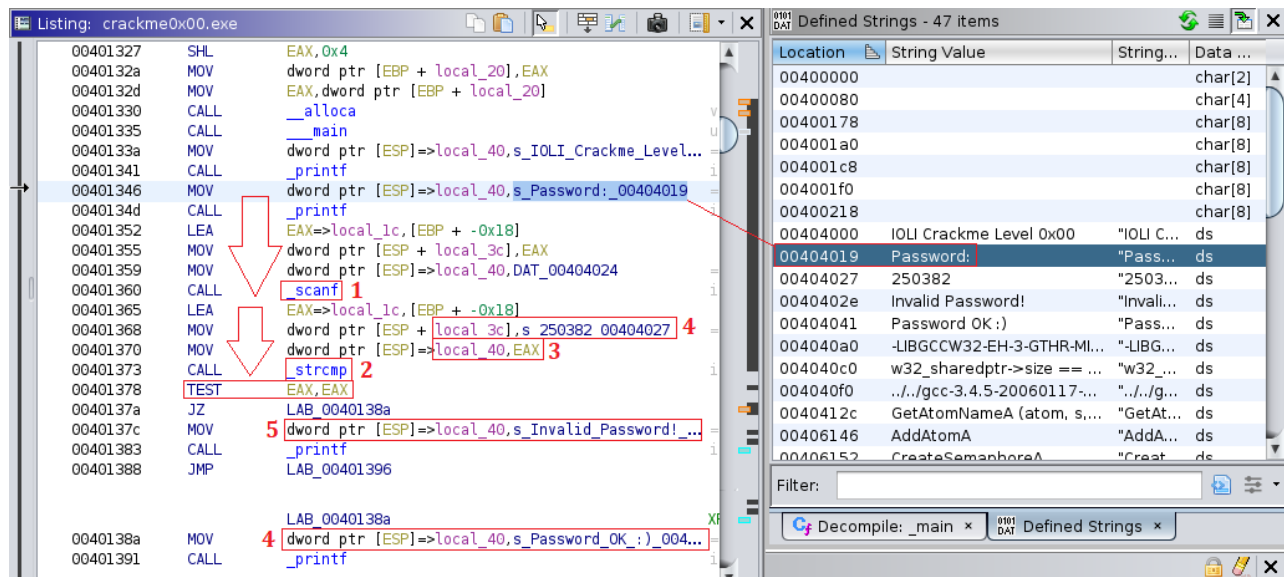 Listing: crackme0x00.exe
00401327 SHL EAX,0x4
0040132a MOV dword ptr [EBP + local_20],EAX
0040132d MOV EAX,dword ptr [EBP + local_20]
00401330 CALL __alloca
00401335 CALL ___main
0040133a MOV dword ptr [ESP]=>local_40,s_IOLI_Crackme_Level... =
00401341 CALL _printf
00401346 MOV dword ptr [ESP]=>local_40,s_Password:_00404019 =
0040134d CALL _printf
00401352 LEA EAX=>local_1c,[EBP + -0x18]
00401355 MOV dword ptr [ESP + local_3c],EAX
00401359 MOV dword ptr [ESP]=>local_40,DAT_00404024 =
00401360 CALL _scanf 1
00401365 LEA EAX=>local_1c,[EBP + -0x18]
00401368 MOV dword ptr [ESP + local_3c],s_250382_00404027 4 =
00401370 MOV dword ptr [ESP]=>local_40,EAX 3
00401373 CALL _strcmp 2
00401378 TEST EAX,EAX
0040137a JZ LAB_0040138a
0040137c MOV 5 dword ptr [ESP]=>local_40,s_Invalid_Password!_... =
00401383 CALL _printf
00401388 JMP LAB_00401396
LAB_0040138a
0040138a MOV 4 dword ptr [ESP]=>local_40,s_Password_OK_:)_004... =
00401391 CALL _printf
Defined Strings - 47 items
Location String Value String... Data ...
00400000 char[2]
00400080 char[4]
00400178 char[8]
004001a0 char[8]
004001c8 char[8]
004001f0 char[8]
00400218 char[8]
00404000 IOLI Crackme Level 0x00 "IOLI C... ds
00404019 Password: "Pass... ds
00404027 250382 "2503... ds
0040402e Invalid Password! "Invali... ds
00404041 Password OK :) "Pass... ds
004040a0 -LIBGCCW32-EH-3-GTHR-MI... "-LIBG... ds
004040c0 w32_sharedptr->size == ... "w32_... ds
004040f0 ../../gcc-3.4.5-20060117-... "../../g... ds
0040412c GetAtomNameA (atom, s,... "GetAt... ds
00406146 AddAtomA "AddA... ds
00406152 CreateSemaphoreA "Creat... ds
Filter:
Decompile: _main ×
Defined Strings ×